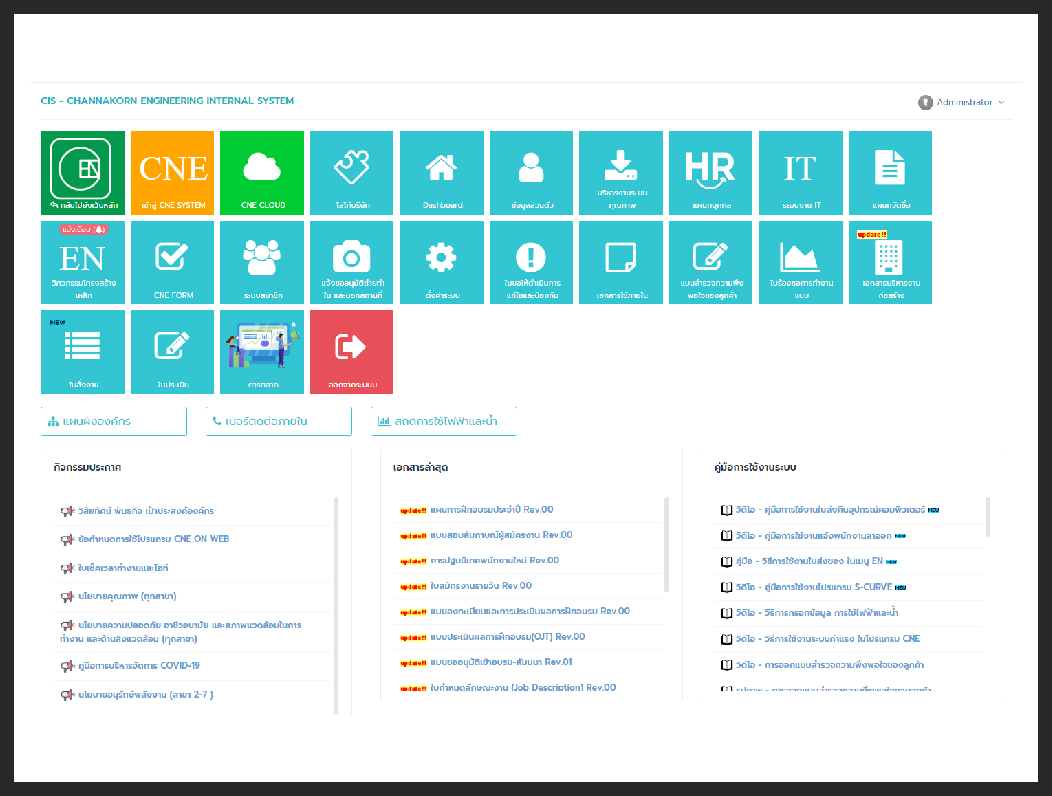 CIS - CHANNAKORN ENGINEERING INTERNAL SYSTEM
Administrator
EN
CNE
HR
IT
กลับไปยังเว็บหลัก
เข้าสู่ CNE SYSTEM
CNE CLOUD
โลโก้บริษัท
Dashboard
ข้อมูลส่วนตัว
บริหารงานระบบ
คุณภาพ
แผนกบุคคล
ระบบงาน IT
แผนกจัดซื้อ
แจ้งเตือน
update!!
EN
วิศวกรรมโครงสร้าง
เหล็ก
CNE FORM
ระบบสมาชิก
แจ้งขออนุมัติถ่ายทำ
ใน และนอกสถานที่
ตั้งค่าระบบ
ใบขอให้ดำเนินการ
แก้ไขและป้องกัน
เอกสารใช้ภายใน
แบบสำรวจความพึง
พอใจของลูกค้า
ใบร้องขอการทำงาน
แบบ
เอกสารบริหารงาน
ก่อสร้าง
NEW
ใบสั่งงาน
ใบประเมิน
การตลาด
ออกจากระบบ
แผนผังองค์กร
เบอร์ติดต่อภายใน
สถิติการใช้ไฟฟ้าและน้ำ
กิจกรรมประกาศ
วิสัยทัศน์ พันธกิจ เป้าประสงค์องค์กร
ข้อกำหนดการใช้โปรแกรม CNE ON WEB
ใบเช็คเวลาทำงานและโอที
นโยบายคุณภาพ (ทุกสาขา)
นโยบายความปลอดภัย อาชีวอนามัย และสภาพแวดล้อมในการ
ทำงาน และด้านสิ่งแวดล้อม (ทุกสาขา)
คู่มือการบริหารจัดการ COVID-19
นโยบายอนุรักษ์พลังงาน (สาขา 2-7 )
เอกสารล่าสุด
update!! แผนการฝึกอบรมประจำปี Rev.00
update!! แบบสอบสัมภาษณ์ผู้สมัครงาน Rev.00
update!! การปฐมนิเทศพนักงานใหม่ Rev.00
update!! ใบสมัครงานรายวัน Rev.00
update!! แบบลงทะเบียนและการประเมินผลการฝึกอบรม Rev.00
update!! แบบประเมินผลการฝึกอบรม(OJT) Rev.00
update!! แบบขออนุมัติเข้าอบรม-สัมมนา Rev.01
update!! ใบกำหนดลักษณะงาน (Job Description) Rev.00
คู่มือการใช้งานระบบ
วิดีโอ - คู่มือการใช้งานใบส่งคืนอุปกรณ์คอมพิวเตอร์ NEW
วิดีโอ - คู่มือการใช้งานแจ้งพนักงานลาออก NEW
คู่มือ - วิธีการใช้งานใบส่งของ ในเมนู EN NEW
วิดีโอ - คู่มือการใช้งานโปรแกรม S-CURVE NEW
วิดีโอ - วิธีการกรอกข้อมูล การใช้ไฟฟ้าและน้ำ
วิดีโอ - วิธีการใช้งานระบบค่าแรง ในโปรแกรม CNE
วิดีโอ - การออกแบบสำรวจความพึงพอใจของลูกค้า
รูปภาพ - การออกแบบสำรวจความพึงพอใจของลูกค้า